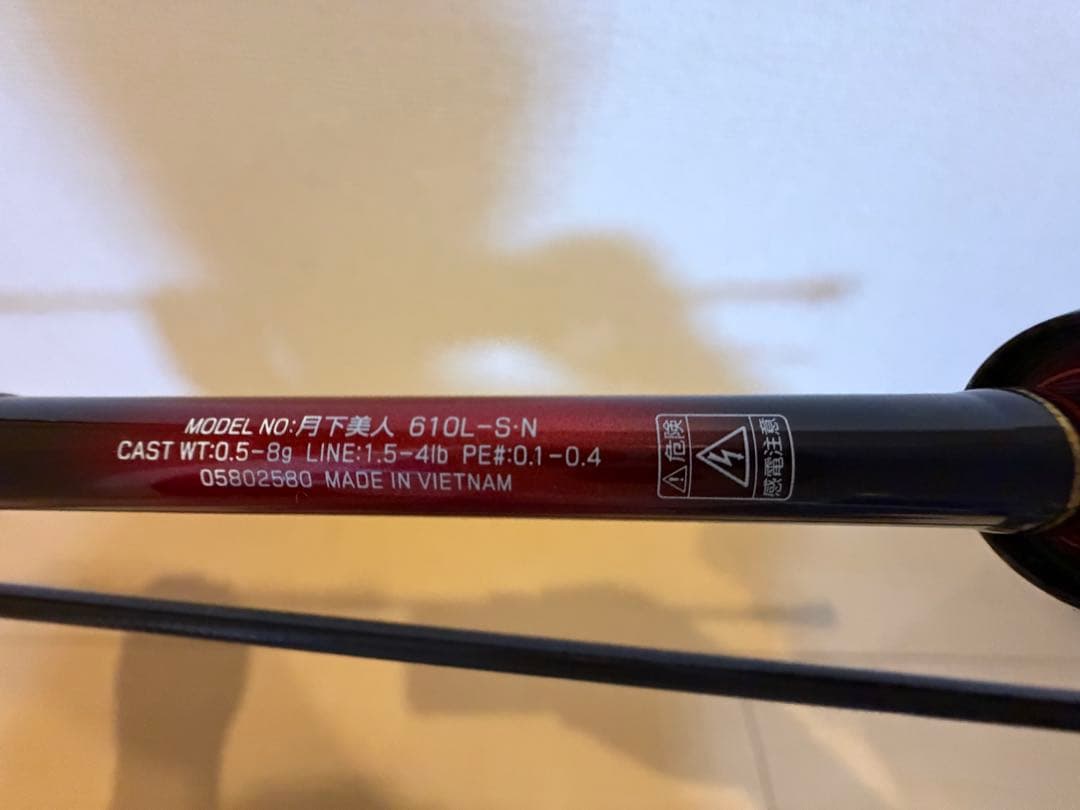 MODEL NO:月下美人 610L-S·N
CAST WT:0.5-8g LINE:1.5-4lb PE#:0.1-0.4
05802580 MADE IN VIETNAM
危険
感電注意